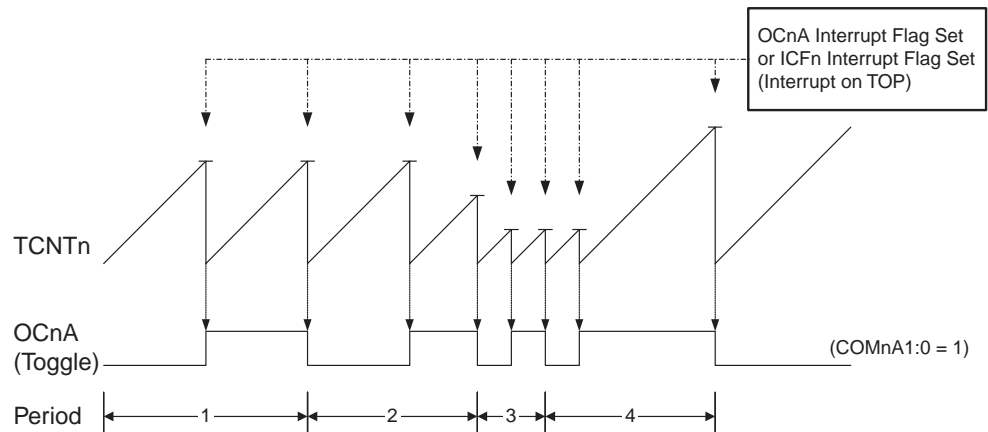 OCnA Interrupt Flag Set
or ICFn Interrupt Flag Set
(Interrupt on TOP)
TCNTn
OCnA
(Toggle)
(COMnA1:0 = 1)
Period
1
2
3
4